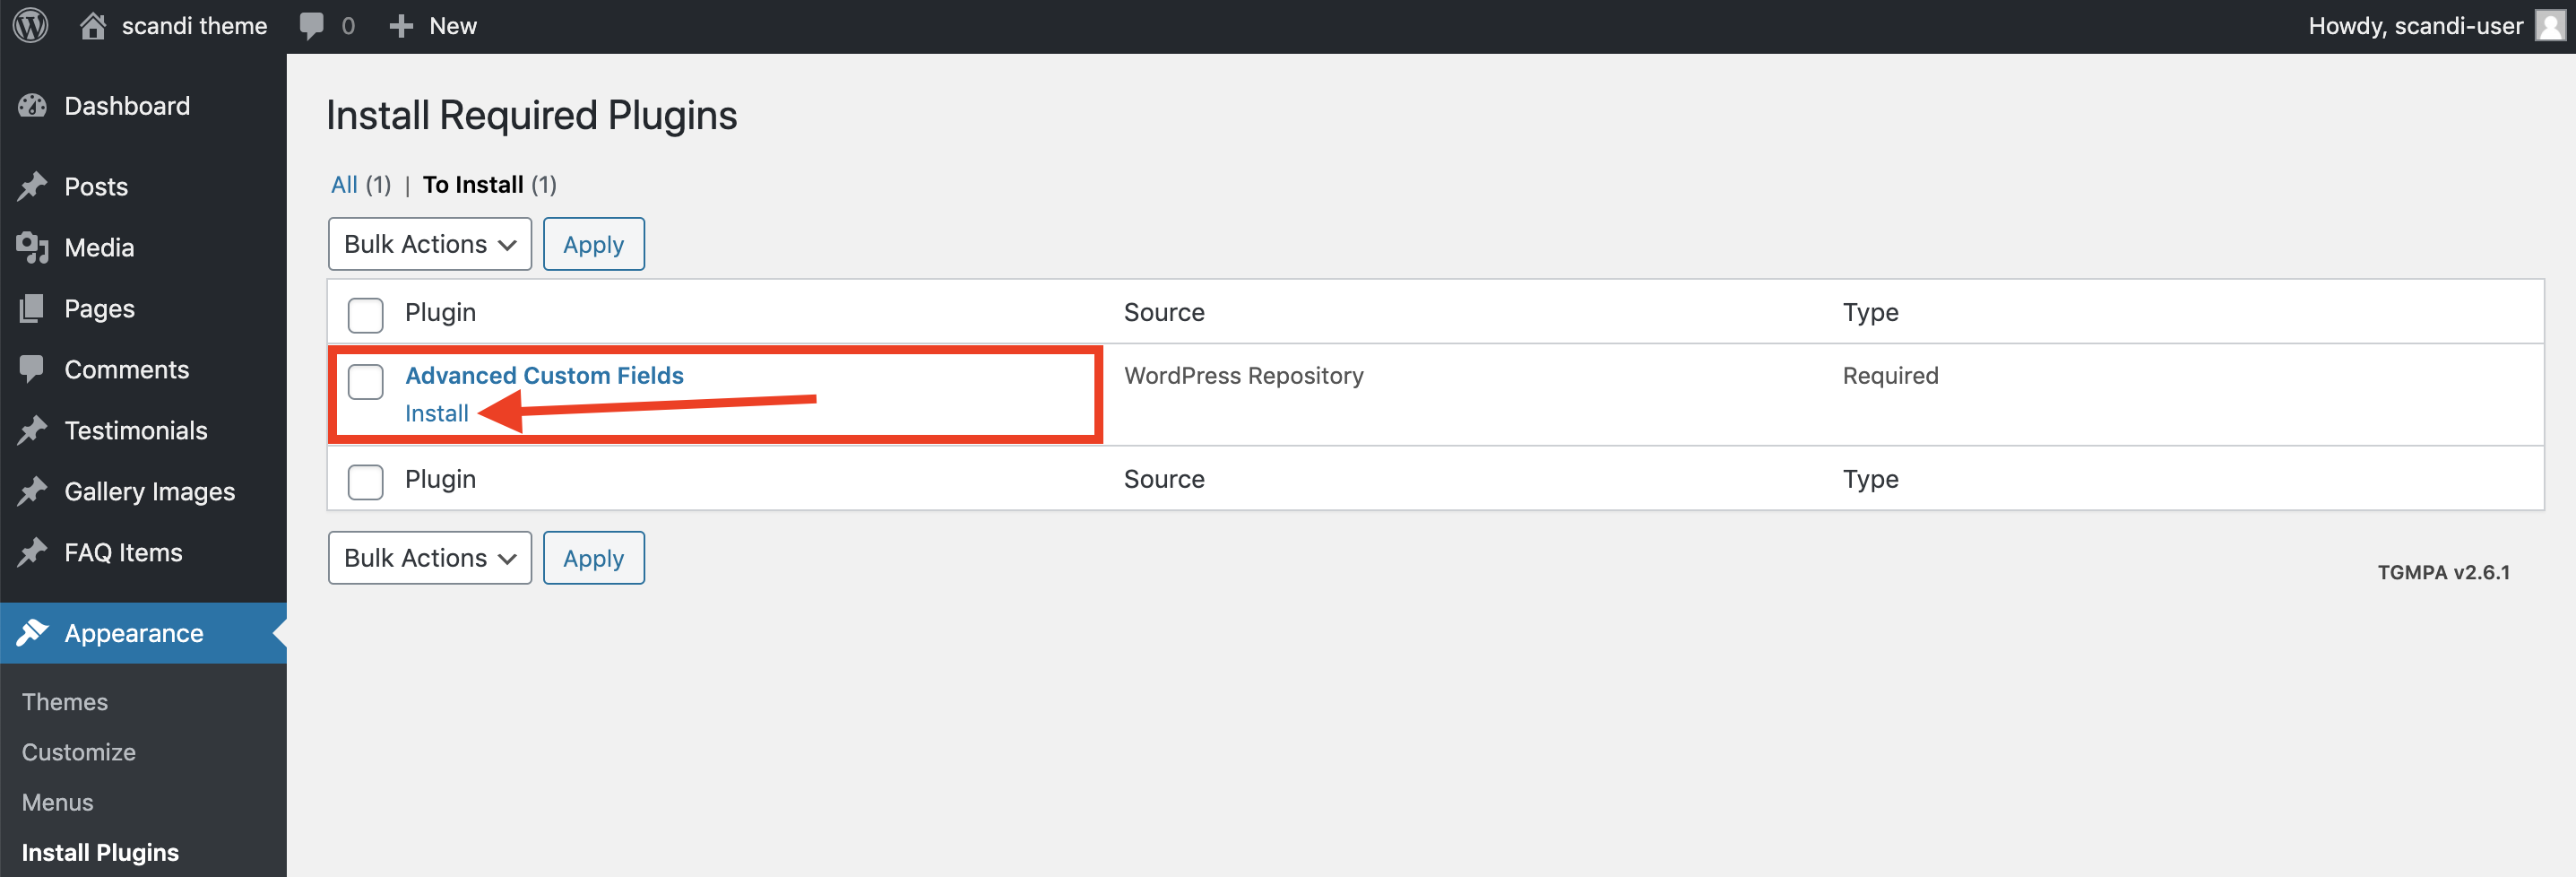 scandi theme 0 New Howdy, scandi-user
Dashboard
Posts
Media
Pages
Comments
Testimonials
Gallery Images
FAQ Items
Appearance
Themes
Customize
Menus
Install Plugins
Install Required Plugins
All (1) | To Install (1)
Bulk Actions Apply
Plugin Source Type
Advanced Custom Fields WordPress Repository Required
Install
Plugin Source Type
Bulk Actions Apply
TGMPA v2.6.1